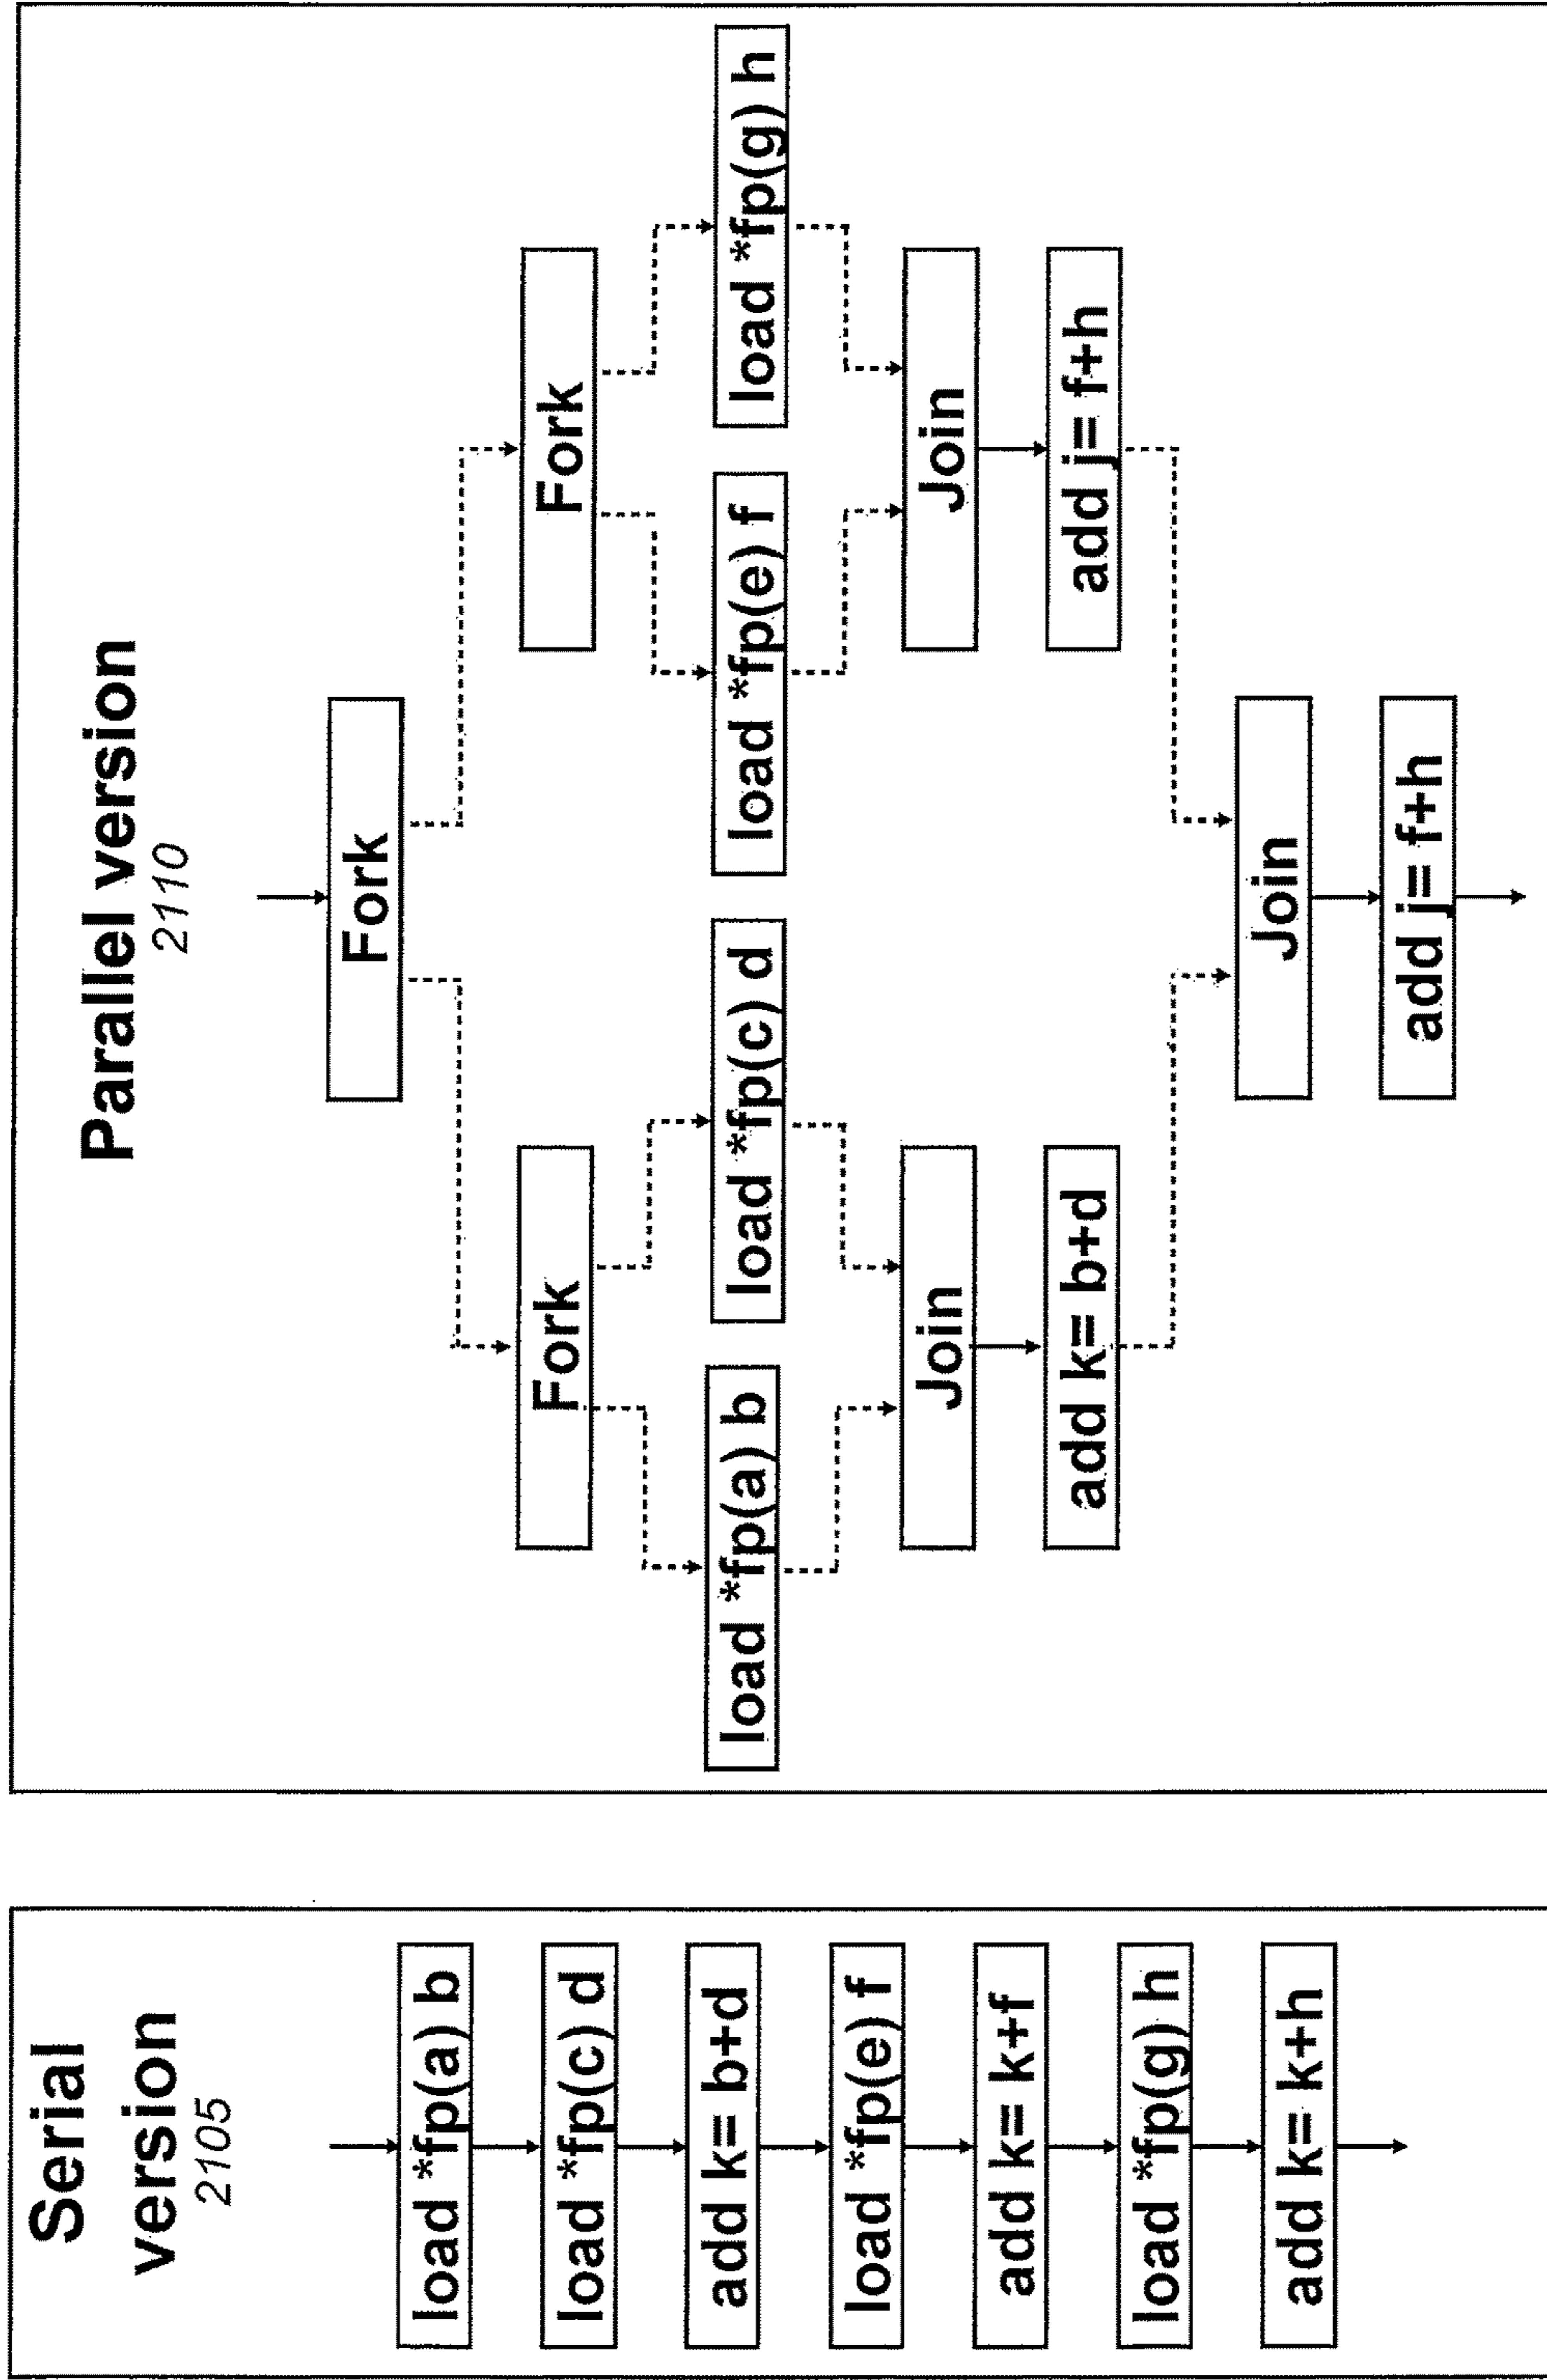 Serial
version
2105
load *fp(a) b
load *fp(c) d
add k= b+d
load *fp(e) f
add k= k+f
load *fp(g) h
add k= k+h
Parallel version
2110
Fork
Fork
Fork
load *fp(a) b
load *fp(c) d
load *fp(e) f
load *fp(g) h
Join
Join
add k= b+d
add j= f+h
Join
add j= f+h